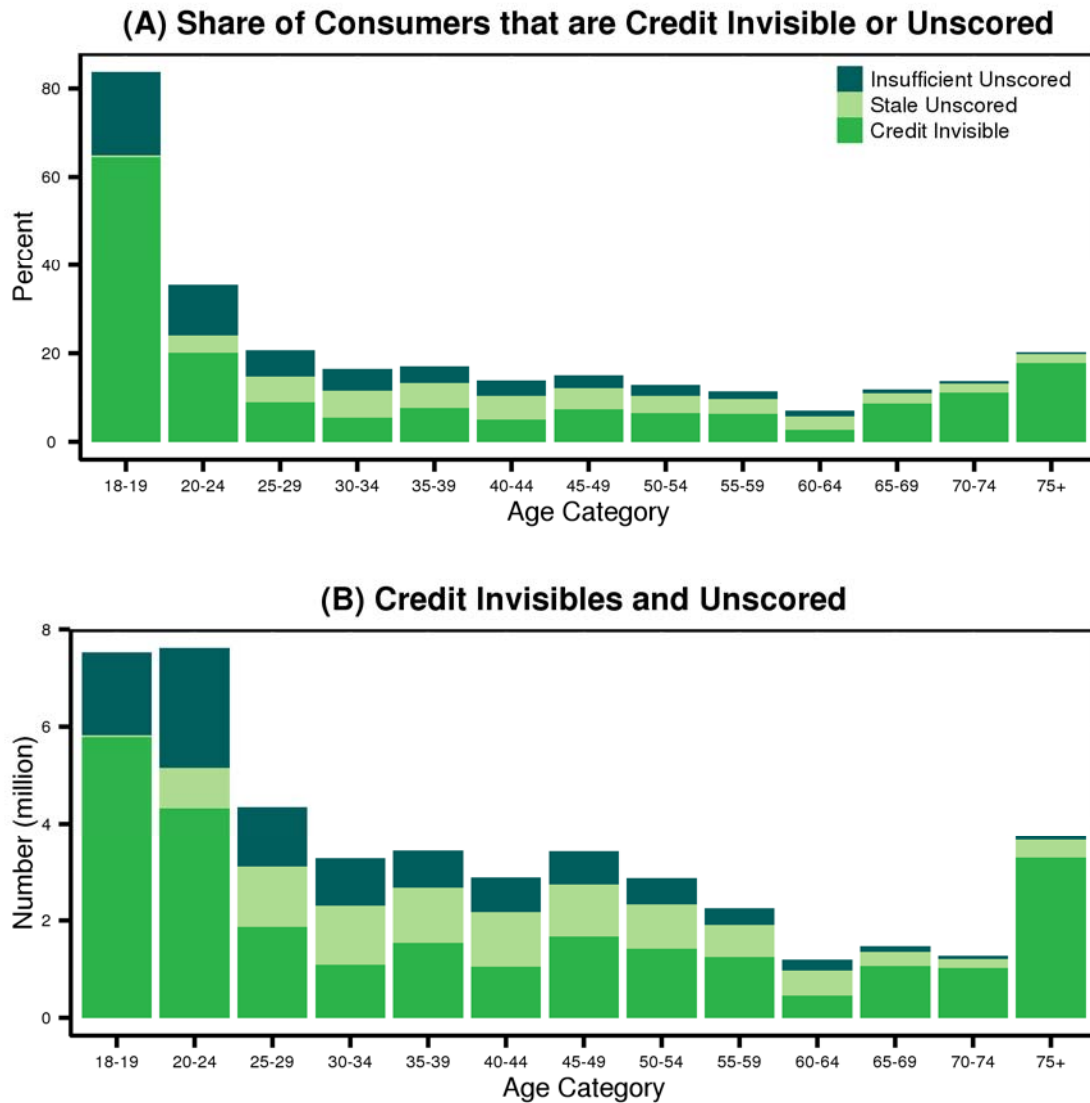 (A) Share of Consumers that are Credit Invisible or Unscored
Insufficient Unscored
Stale Unscored
Credit Invisible
Percent
80
60
40
20
0
18-19 20-24 25-29 30-34 35-39 40-44 45-49 50-54 55-59 60-64 65-69 70-74 75+
Age Category
(B) Credit Invisibles and Unscored
Number (million)
8
6
4
2
0
18-19 20-24 25-29 30-34 35-39 40-44 45-49 50-54 55-59 60-64 65-69 70-74 75+
Age Category